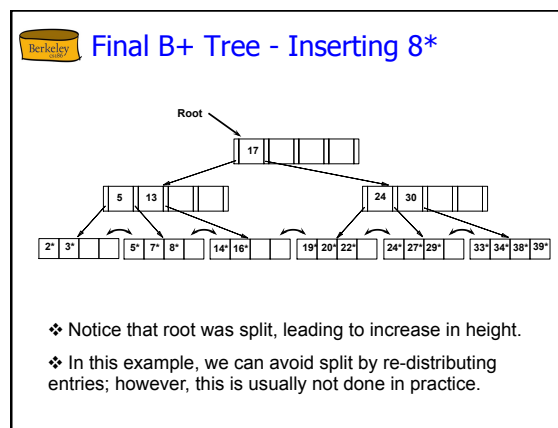 Berkeley
cs186
Final B+ Tree - Inserting 8*
Root
17
5 13 24 30
2* 3* 5* 7* 8* 14* 16* 19* 20* 22* 24* 27* 29* 33* 34* 38* 39*
❖ Notice that root was split, leading to increase in height.
❖ In this example, we can avoid split by re-distributing
entries; however, this is usually not done in practice.